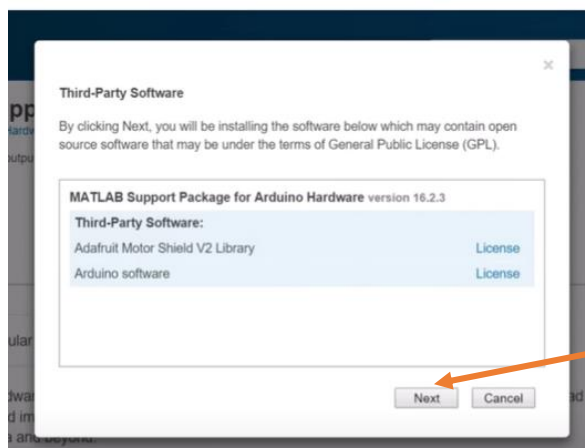 ×
Third-Party Software
By clicking Next, you will be installing the software below which may contain open
source software that may be under the terms of General Public License (GPL).
MATLAB Support Package for Arduino Hardware version 16.2.3
Third-Party Software:
Adafruit Motor Shield V2 Library License
Arduino software License
Next Cancel
and beyond.